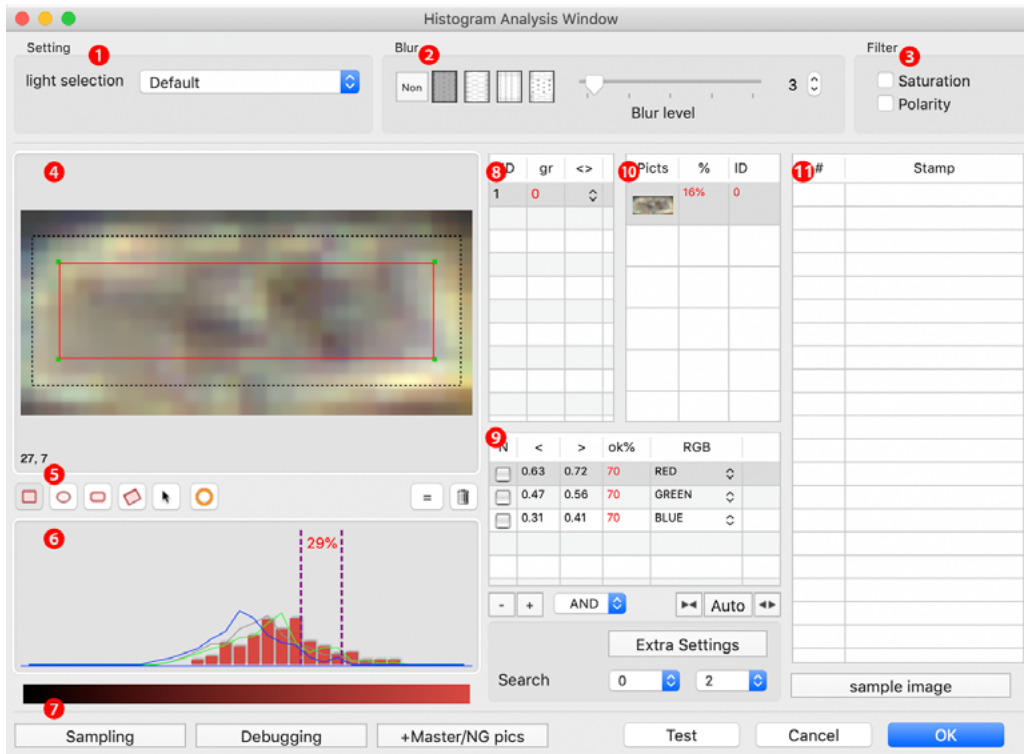 Histogram Analysis Window
Setting
1
light selection
Default
Blur
2
Non
Blur level
3
Filter
3
Saturation
Polarity
4
27, 7
5
=
6
29%
7
8 D gr <>
1 0
10 Picts % ID
16% 0
11 # Stamp
9 N < > ok% RGB
0.63 0.72 70 RED
0.47 0.56 70 GREEN
0.31 0.41 70 BLUE
- + AND Auto
Extra Settings
Search 0 2
sample image
Sampling Debugging +Master/NG pics Test Cancel OK